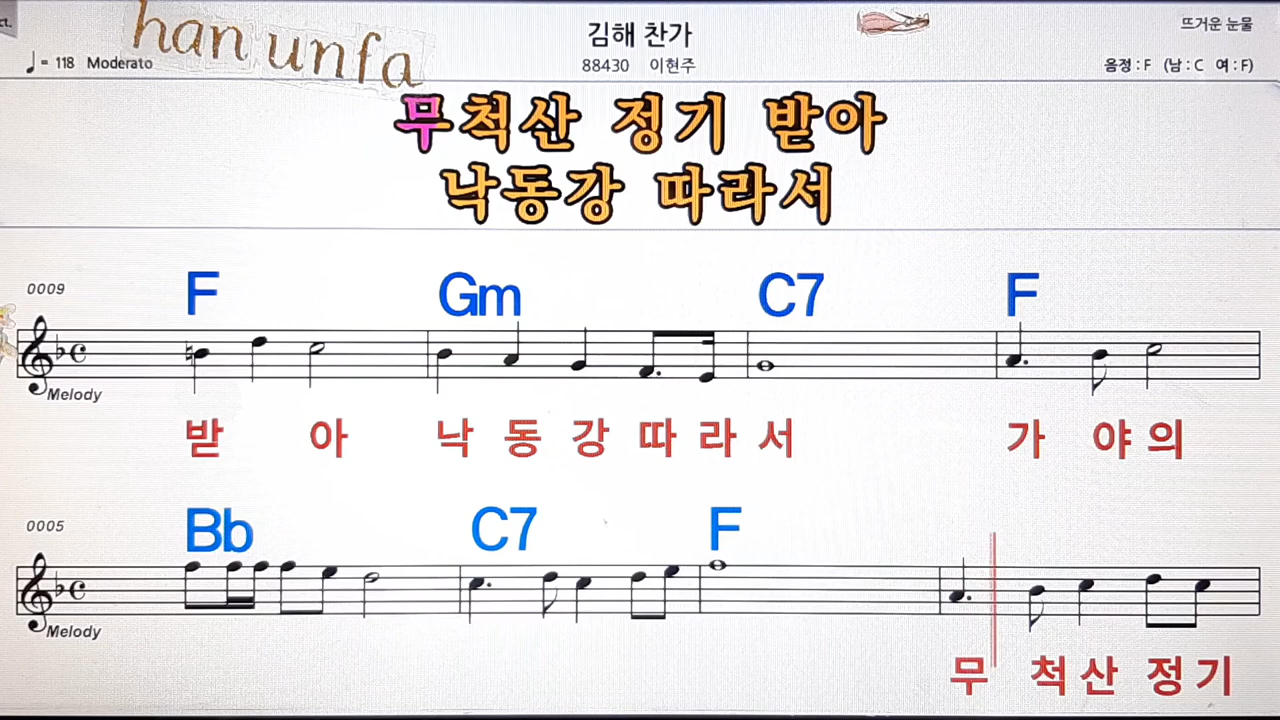 ct.
han unfa
김해 찬가
뜨거운 눈물
♩= 118 Moderato
88430 이현주
음정 : F (남 : C 여 : F)
무척산 정기 받아
낙동강 따라서
0009
F Gm C7 F
Melody
받 아 낙 동 강 따 라 서 가 야 의
0005
Bb C7 F
Melody
무 척 산 정 기